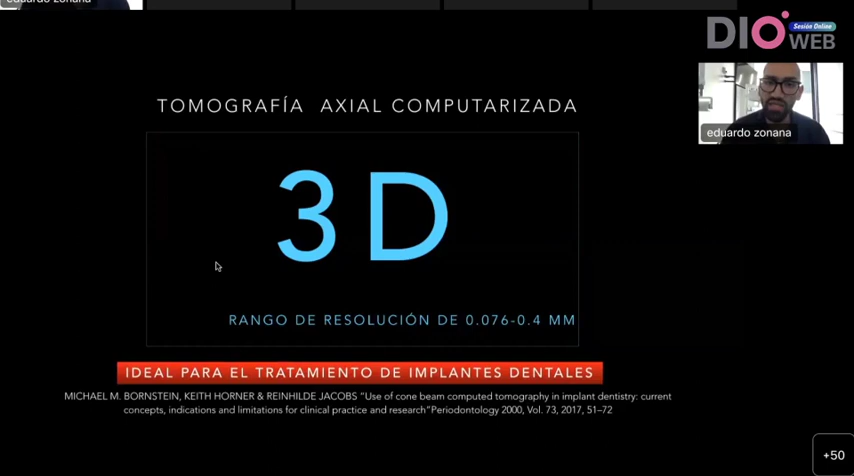 eduardo zonana
DIO WEB
Sesión Online
eduardo zonana
TOMOGRAFÍA AXIAL COMPUTARIZADA
3D
RANGO DE RESOLUCIÓN DE 0.076-0.4 MM
IDEAL PARA EL TRATAMIENTO DE IMPLANTES DENTALES
MICHAEL M. BORNSTEIN, KEITH HORNER & REINHILDE JACOBS "Use of cone beam computed tomography in implant dentistry: current
concepts, indications and limitations for clinical practice and research"Periodontology 2000, Vol. 73, 2017, 51–72
+50